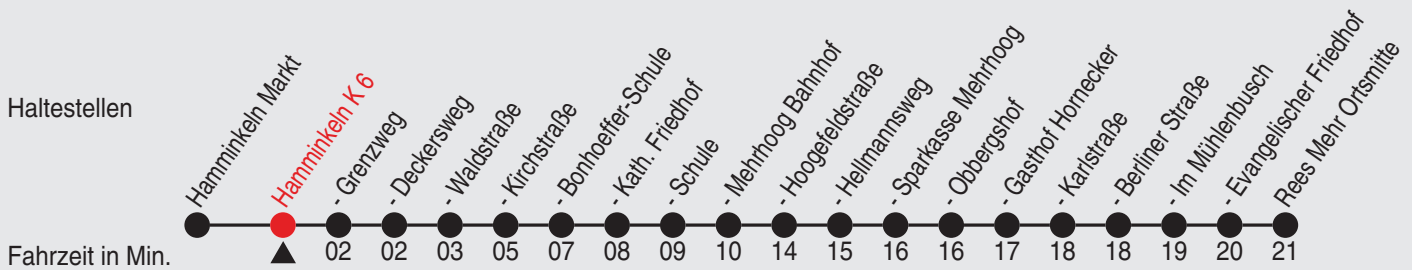 Haltestellen
Hamminkeln Markt
Hamminkeln K 6
- Grenzweg
- Deckersweg
- Waldstraße
- Kirchstraße
- Bonhoeffer-Schule
- Kath. Friedhof
- Schule
- Mehrhoog Bahnhof
- Hoogefeldstraße
- Hellmannsweg
- Sparkasse Mehrhoog
- Obbergshof
- Gasthof Hornecker
- Karlstraße
- Berliner Straße
- Im Mühlenbusch
- Evangelischer Friedhof
Rees Mehr Ortsmitte
Fahrzeit in Min. 02 02 03 05 07 08 09 10 14 15 16 16 17 18 18 19 20 21